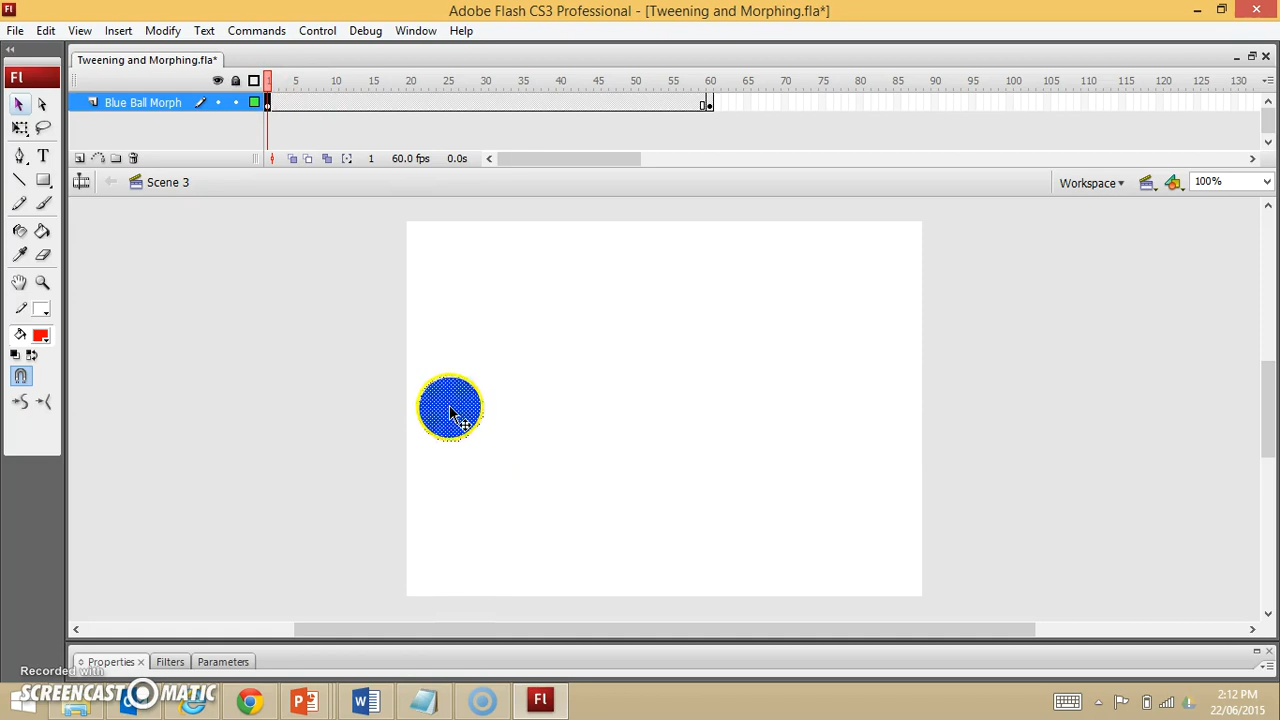 Fl Adobe Flash CS3 Professional - [Tweening and Morphing.fla*]
File Edit View Insert Modify Text Commands Control Debug Window Help
Tweening and Morphing.fla*
Fl
1 5 10 15 20 25 30 35 40 45 50 55 60 65 70 75 80 85 90 95 100 105 110 115 120 125 130
Blue Ball Morph
1 60.0 fps 0.0s
Scene 3 Workspace 100%
Properties Filters Parameters
Recorded with
SCREENCAST MATIC
Fl
2:12 PM
22/06/2015